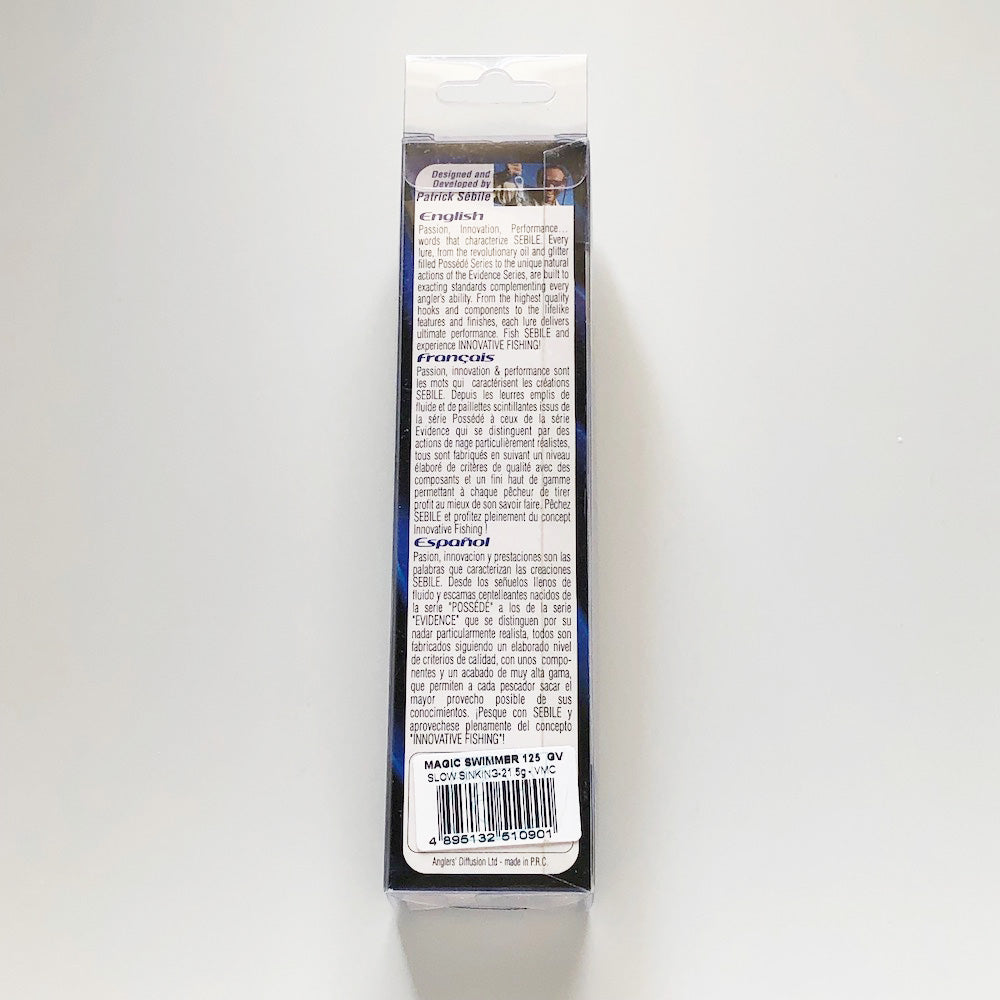 Designed and
Developed by
Patrick Sébile
English
Passion, Innovation, Performance...
words that characterize SEBILE. Every
lure, from the revolutionary oil and glitter
filled Possédé Series to the unique natural
actions of the Evidence Series, are built to
exacting standards complementing every
angler's ability. From the highest quality
hooks and components to the lifelike
features and finishes, each lure delivers
ultimate performance. Fish SEBILE and
experience INNOVATIVE FISHING!
Français
Passion, innovation & performance sont
les mots qui caractérisent les créations
SEBILE. Depuis les leurres emplis de
fluide et de paillettes scintillantes issus de
la série Possédé à ceux de la série
Evidence qui se distinguent par des
actions de nage particulièrement réalistes,
tous sont fabriqués en suivant un niveau
élaboré de critères de qualité avec des
composants et un fini haut de gamme
permettant à chaque pêcheur de tirer
profit au mieux de son savoir faire. Pêchez
SEBILE et profitez pleinement du concept
Innovative Fishing !
Español
Pasion, innovacion y prestaciones son las
palabras que caracterizan las creaciones
SEBILE. Desde los señuelos llenos de
fluido y escamas centelleantes nacidos de
la serie "POSSÉDÉ" a los de la serie
"EVIDENCE" que se distinguen por su
nadar particularmente realista, todos son
fabricados siguiendo un elaborado nivel
de criterios de calidad, con unos compo-
nentes y un acabado de muy alta gama,
que permiten a cada pescador sacar el
mayor provecho posible de sus
conocimientos. ¡Pesque con SEBILE y
aprovechese plenamente del concepto
"INNOVATIVE FISHING"!
MAGIC SWIMMER 125 GV
SLOW SINKING-21.5g - VMC
4 895132 510901
Anglers' Diffusion Ltd - made in P.R.C.